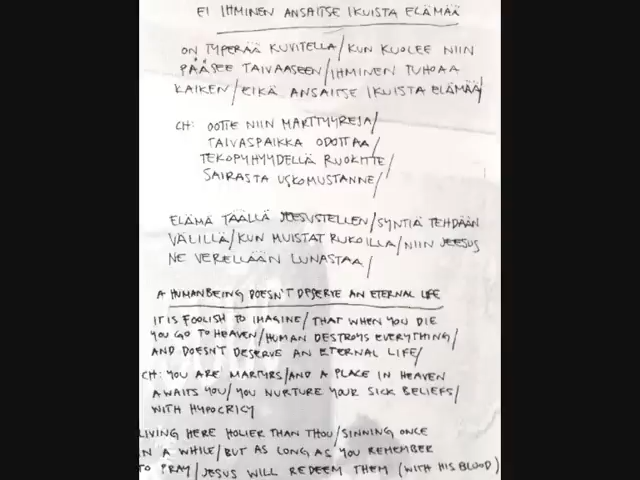 EI IHMINEN ANSAITSE IKUISTA ELÄMÄÄ
ON TYPERÄÄ KUVITELLA/KUN KUOLEE NIIN
PÄÄSEE TAIVAASEEN/IHMINEN TUHOAA
KAIKEN/EIKÄ ANSAITSE IKUISTA ELÄMÄÄ/
CH: OOTTE NIIN MARTTYYREJA/
TAIVASPAIKKA ODOTTAA/
TEKOPYHYYDELLÄ RUOKITTE/
SAIRASTA USKOMUSTANNE/
ELÄMÄ TÄÄLLÄ JEESUSTELLEN/SYNTIÄ TEHDÄÄN
VÄLILLÄ/KUN MUISTAT RUKOILLA/NIIN JEESUS
NE VERELLÄÄN LUNASTAA/
A HUMANBEING DOESN'T DESERVE AN ETERNAL LIFE
IT IS FOOLISH TO IMAGINE/THAT WHEN YOU DIE
YOU GO TO HEAVEN/HUMAN DESTROYS EVERYTHING/
AND DOESN'T DESERVE AN ETERNAL LIFE/
CH: YOU ARE MARTYRS/AND A PLACE IN HEAVEN
AWAITS YOU/YOU NURTURE YOUR SICK BELIEFS/
WITH HYPOCRICY
LIVING HERE HOLIER THAN THOU/SINNING ONCE
IN A WHILE/BUT AS LONG AS YOU REMEMBER
TO PRAY/JESUS WILL REDEEM THEM (WITH HIS BLOOD)